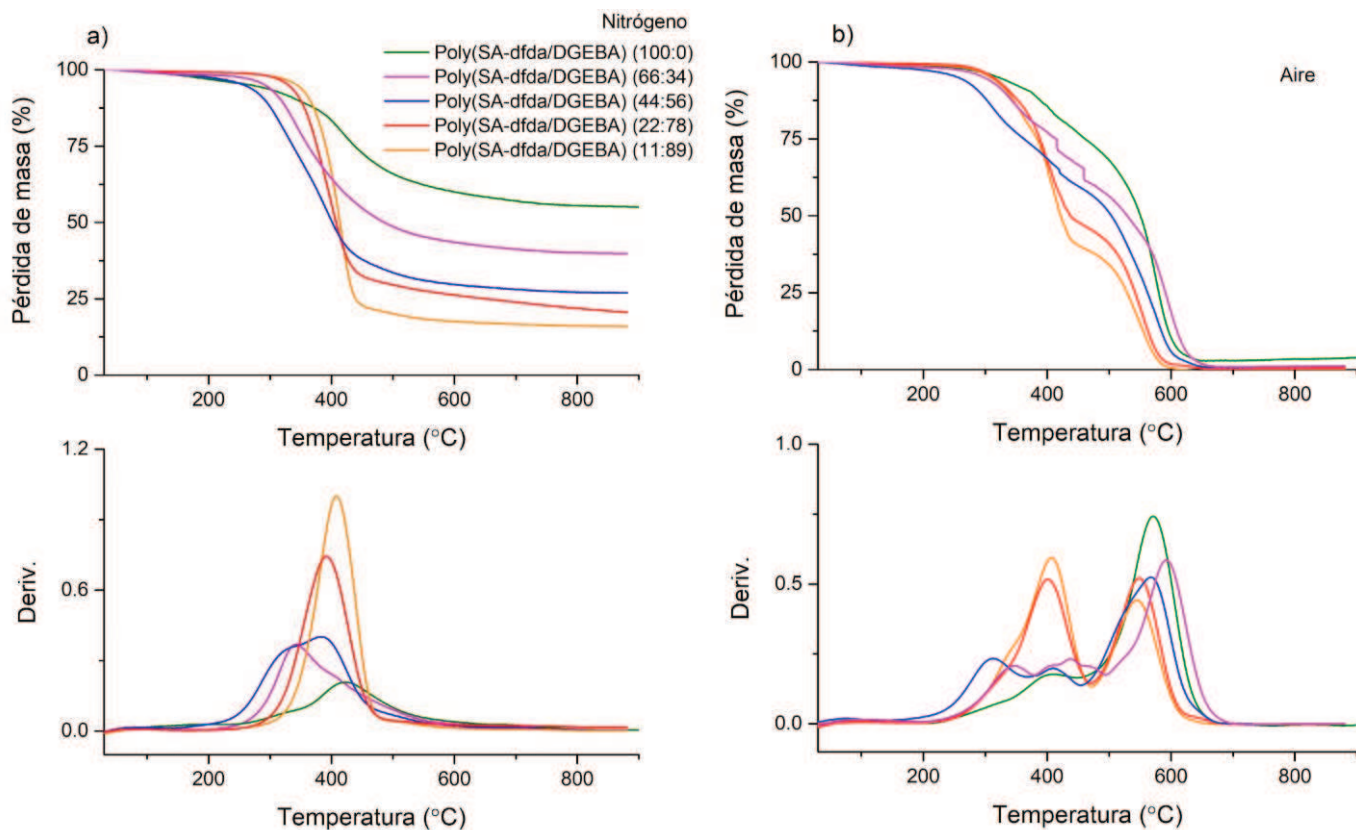 a)
Nitrógeno
Poly(SA-dfda/DGEBA) (100:0)
Poly(SA-dfda/DGEBA) (66:34)
Poly(SA-dfda/DGEBA) (44:56)
Poly(SA-dfda/DGEBA) (22:78)
Poly(SA-dfda/DGEBA) (11:89)
100
75
50
25
0
Pérdida de masa (%)
200 400 600 800
Temperatura (°C)
1.2
0.6
0.0
Deriv.
200 400 600 800
Temperatura (°C)
b)
Aire
100
75
50
25
0
Pérdida de masa (%)
200 400 600 800
Temperatura (°C)
1.0
0.5
0.0
Deriv.
200 400 600 800
Temperatura (°C)